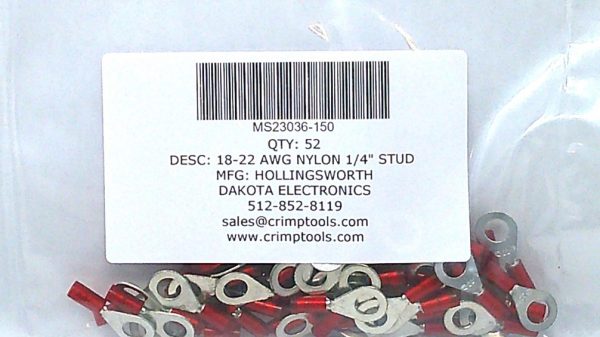 MS23036-150
QTY: 52
DESC: 18-22 AWG NYLON 1/4" STUD
MFG: HOLLINGSWORTH
DAKOTA ELECTRONICS
512-852-8119
sales@crimptools.com
www.crimptools.com